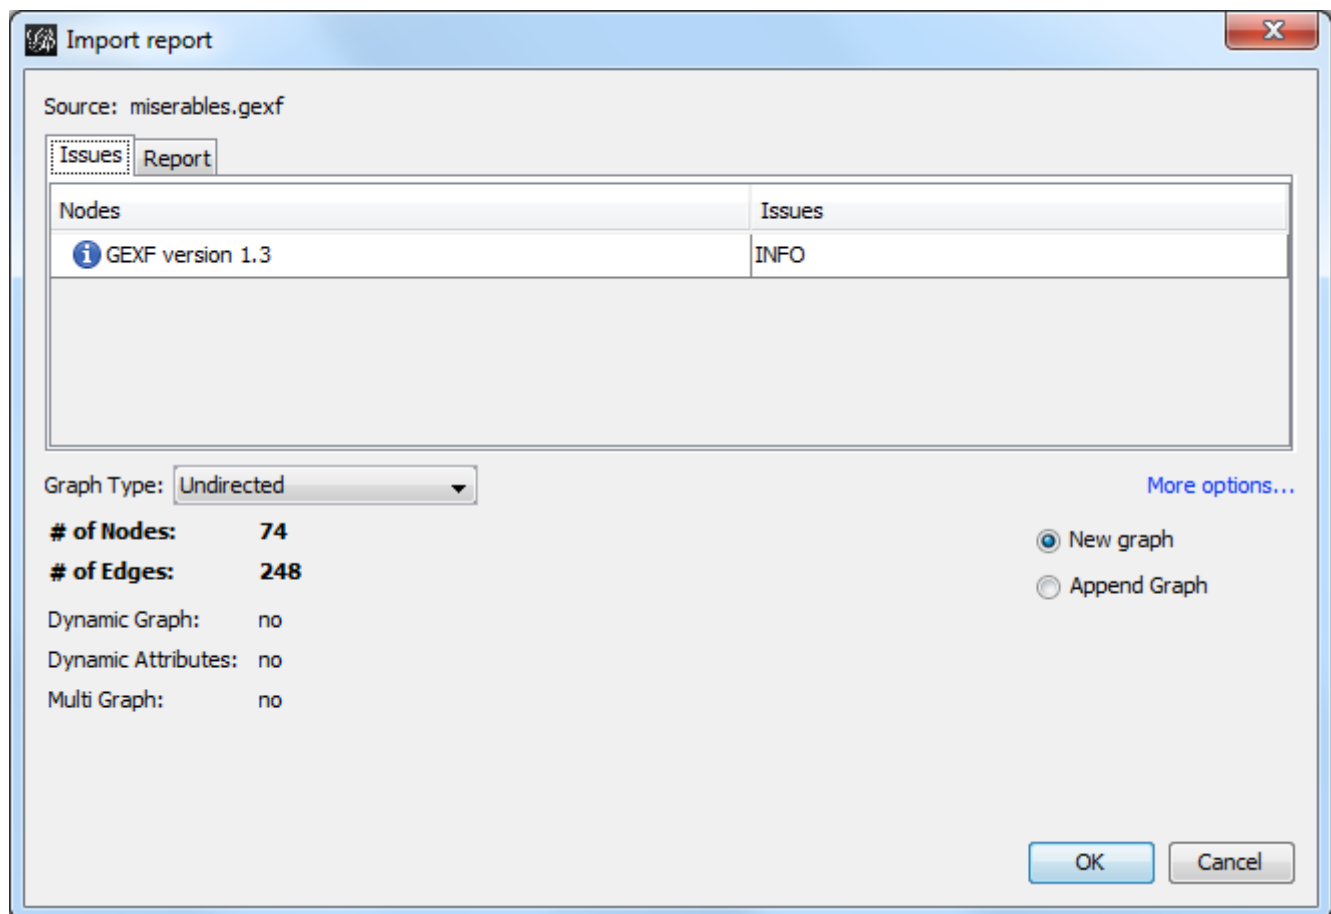 Import report
Source: miserables.gexf
Issues Report
Nodes Issues
GEXF version 1.3 INFO
Graph Type: Undirected More options...
# of Nodes: 74
New graph
# of Edges: 248
Append Graph
Dynamic Graph: no
Dynamic Attributes: no
Multi Graph: no
OK Cancel